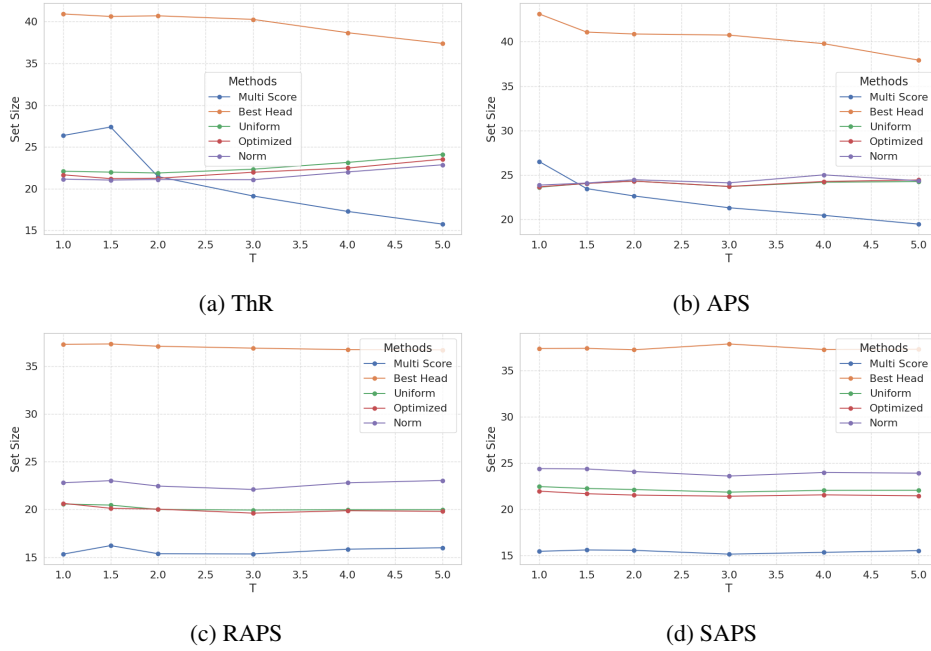 40
35
30
25
20
15
Set Size
Methods
Multi Score
Best Head
Uniform
Optimized
Norm
1.0 1.5 2.0 2.5 3.0 3.5 4.0 4.5 5.0
T
(a) ThR
40
35
30
25
20
Set Size
Methods
Multi Score
Best Head
Uniform
Optimized
Norm
1.0 1.5 2.0 2.5 3.0 3.5 4.0 4.5 5.0
T
(b) APS
35
30
25
20
15
Set Size
Methods
Multi Score
Best Head
Uniform
Optimized
Norm
1.0 1.5 2.0 2.5 3.0 3.5 4.0 4.5 5.0
T
(c) RAPS
35
30
25
20
15
Set Size
Methods
Multi Score
Best Head
Uniform
Optimized
Norm
1.0 1.5 2.0 2.5 3.0 3.5 4.0 4.5 5.0
T
(d) SAPS